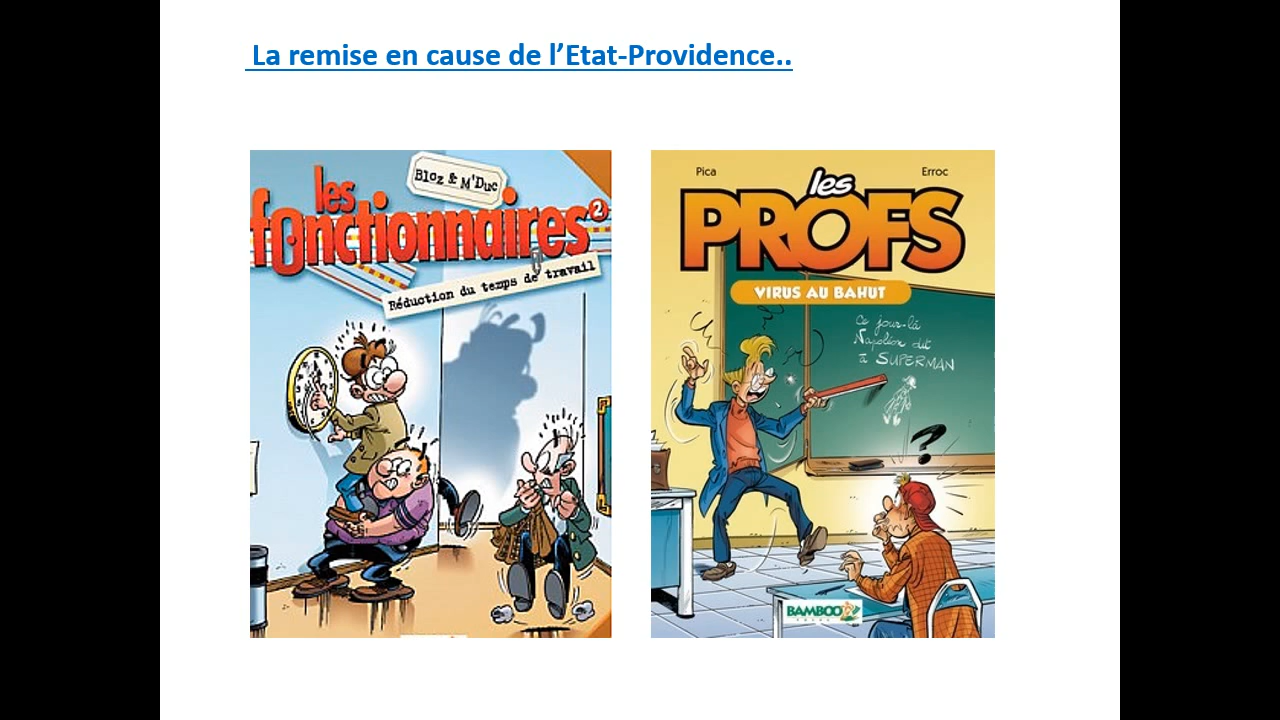 La remise en cause de l’Etat-Providence..
Bloz & M'Duc
les
fonctionnaires 2
Réduction du temps de travail
Pica
Erroc
les
PROFS
VIRUS AU BAHUT
Ce jour-là
Napoléon dit
à SUPERMAN
?
BAMBOO